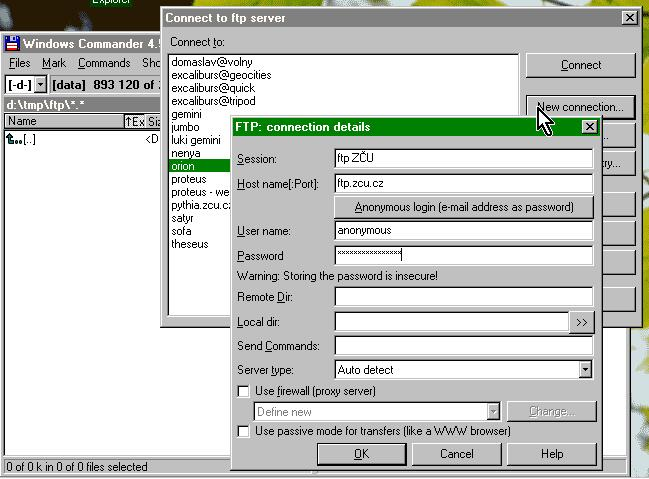 Explorer
Connect to ftp server
Connect to:
Windows Commander 4.5
Files Mark Commands Sho
[-d-] [data] 893 120 of
d:\tmp\ftp\*.*
Name ↑Ex Siz
[..] <D
domaslav@volny
excaliburs@geocities
excaliburs@quick
excaliburs@tripod
gemini
jumbo
luki gemini
nenya
orion
proteus
proteus - we
pythia.zcu.cz
satyr
sofa
theseus
Connect
New connection...
...
ry...
FTP: connection details
Session: ftp ZČU
Host name[:Port]: ftp.zcu.cz
Anonymous login (e-mail address as password)
User name: anonymous
Password ****************
Warning: Storing the password is insecure!
Remote Dir:
Local dir: >>
Send Commands:
Server type: Auto detect
Use firewall (proxy server)
Define new Change...
Use passive mode for transfers (like a WWW browser)
OK Cancel Help
0 of 0 k in 0 of 0 files selected